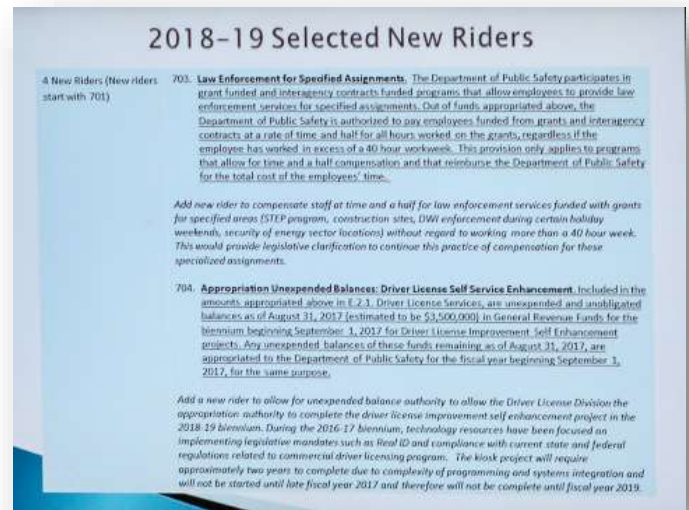 2018-19 Selected New Riders
4 New Riders (New riders
start with 701)
703. Law Enforcement for Specified Assignments. The Department of Public Safety participates in
grant funded and interagency contracts funded programs that allow employees to provide law
enforcement services for specified assignments. Out of funds appropriated above, the
Department of Public Safety is authorized to pay employees funded from grants and interagency
contracts at a rate of time and half for all hours worked on the grants, regardless if the
employee has worked in excess of a 40 hour workweek. This provision only applies to programs
that allow for time and a half compensation and that reimburse the Department of Public Safety
for the total cost of the employees' time.
Add new rider to compensate staff at time and a half for law enforcement services funded with grants
for specified areas (STEP program, construction sites, DWI enforcement during certain holiday
weekends, security of energy sector locations) without regard to working more than a 40 hour week.
This would provide legislative clarification to continue this practice of compensation for these
specialized assignments.
704. Appropriation Unexpended Balances: Driver License Self Service Enhancement. Included in the
amounts appropriated above in E.2.1. Driver License Services, are unexpended and unobligated
balances as of August 31, 2017 (estimated to be $3,500,000) in General Revenue Funds for the
biennium beginning September 1, 2017 for Driver License Improvement Self Enhancement
projects. Any unexpended balances of these funds remaining as of August 31, 2017, are
appropriated to the Department of Public Safety for the fiscal year beginning September 1,
2017, for the same purpose.
Add a new rider to allow for unexpended balance authority to allow the Driver License Division the
appropriation authority to complete the driver license improvement self enhancement project in the
2018-19 biennium. During the 2016-17 biennium, technology resources have been focused on
implementing legislative mandates such as Real ID and compliance with current state and federal
regulations related to commercial driver licensing program. The kiosk project will require
approximately two years to complete due to complexity of programming and systems integration and
will not be started until late fiscal year 2017 and therefore will not be complete until fiscal year 2019.